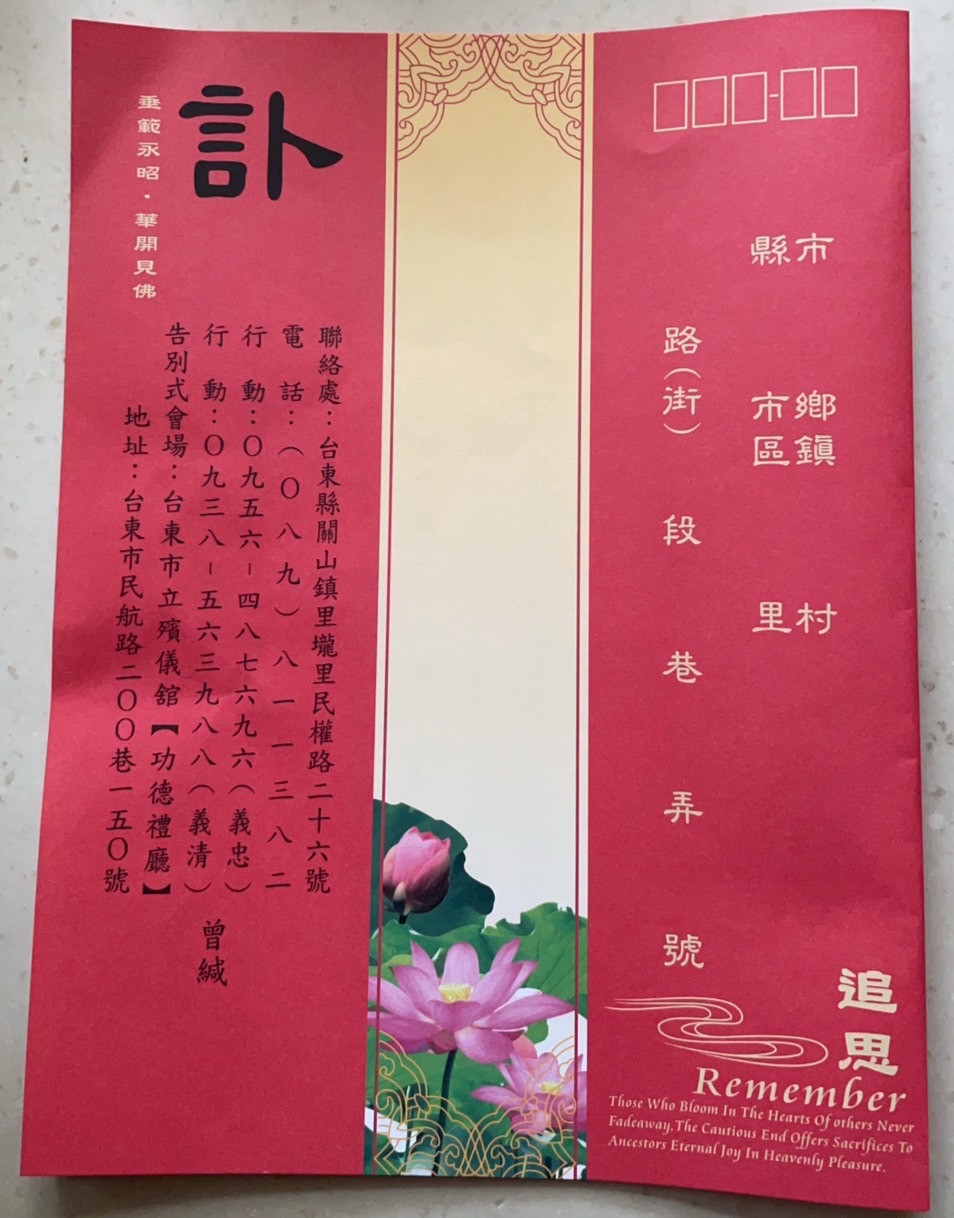 □□□-□□
縣市
鄉鎮
市區
村
里
路(街)段巷弄號
追思
Remember
Those Who Bloom In The Hearts Of others Never
Fadeaway.The Cautious End Offers Sacrifices To
Ancestors Eternal Joy In Heavenly Pleasure.
聯絡處：台東縣關山鎮里壠里民權路二十六號
電話：（〇八九）八一一三八二
行動：〇九五六–四八七六九六（義忠）
行動：〇九三八–五六三九八八（義清）
曾緘
告別式會場：台東市立殯儀舘【功德禮廳】
地址：台東市民航路二〇〇巷一五〇號
訃
垂範永昭．華開見佛